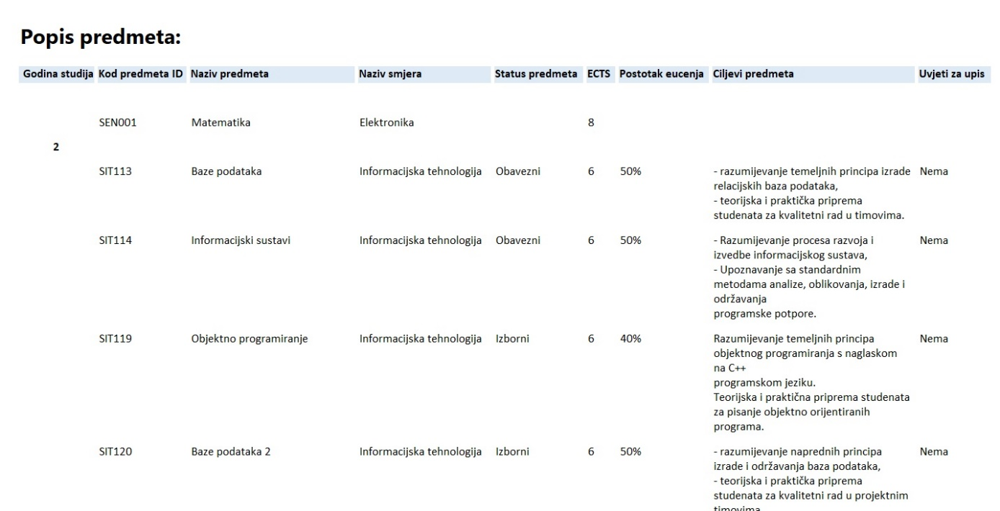 Popis predmeta:
Godina studija Kod predmeta ID Naziv predmeta Naziv smjera Status predmeta ECTS Postotak eucenja Ciljevi predmeta Uvjeti za upis
SEN001 Matematika Elektronika 8
2
SIT113 Baze podataka Informacijska tehnologija Obavezni 6 50% - razumijevanje temeljnih principa izrade Nema
relacijskih baza podataka,
- teorijska i praktička priprema
studenata za kvalitetni rad u timovima.
SIT114 Informacijski sustavi Informacijska tehnologija Obavezni 6 50% - Razumijevanje procesa razvoja i Nema
izvedbe informacijskog sustava,
- Upoznavanje sa standardnim
metodama analize, oblikovanja, izrade i
održavanja
programske potpore.
SIT119 Objektno programiranje Informacijska tehnologija Izborni 6 40% Razumijevanje temeljnih principa Nema
objektnog programiranja s naglaskom
na C++
programskom jeziku.
Teorijska i praktična priprema studenata
za pisanje objektno orijentiranih
programa.
SIT120 Baze podataka 2 Informacijska tehnologija Izborni 6 50% - razumijevanje naprednih principa Nema
izrade i održavanja baza podataka,
- teorijska i praktička priprema
studenata za kvalitetni rad u projektnim
timovima